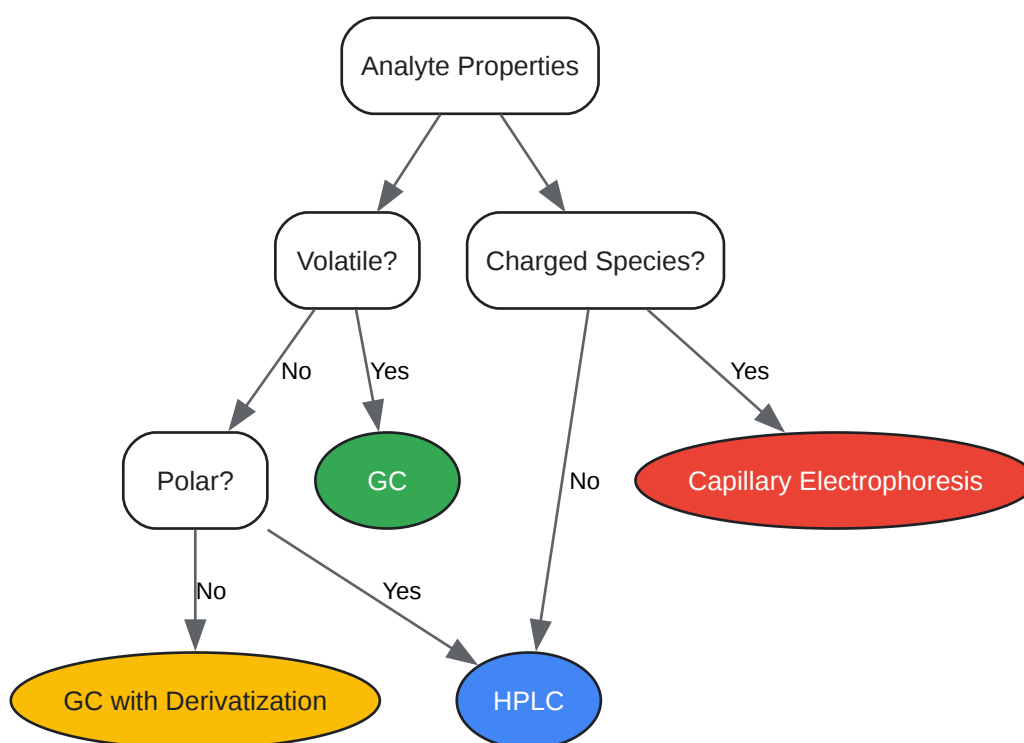 Analyte Properties
Volatile?
Charged Species?
No
Yes
Yes
Polar?
GC
No
Capillary Electrophoresis
No
Yes
GC with Derivatization
HPLC